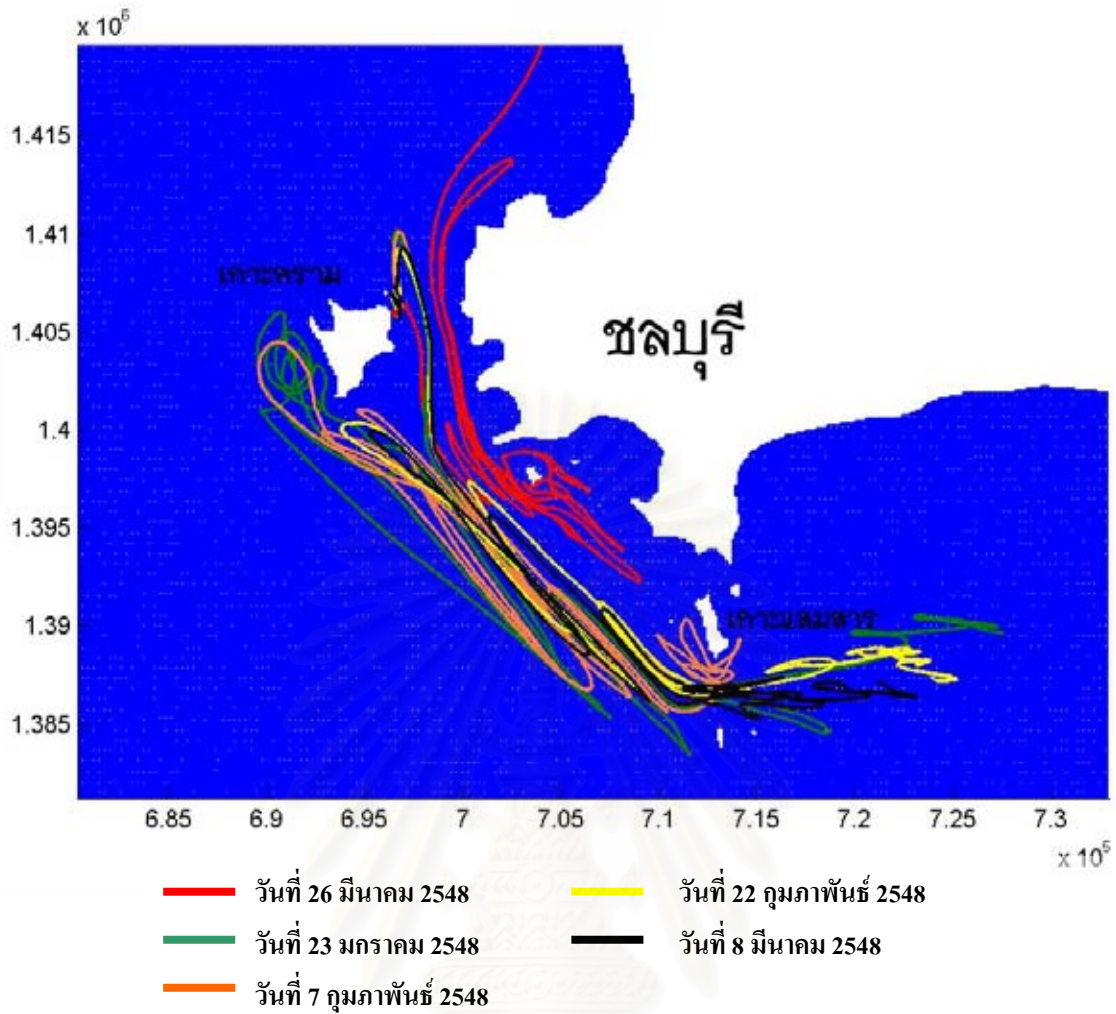 x 10⁶
1.415
1.41
1.405
1.4
1.395
1.39
1.385
เกาะคราม
ชลบุรี
เกาะแสมสาร
6.85 6.9 6.95 7 7.05 7.1 7.15 7.2 7.25 7.3
x 10⁵
วันที่ 26 มีนาคม 2548 วันที่ 22 กุมภาพันธ์ 2548
วันที่ 23 มกราคม 2548 วันที่ 8 มีนาคม 2548
วันที่ 7 กุมภาพันธ์ 2548